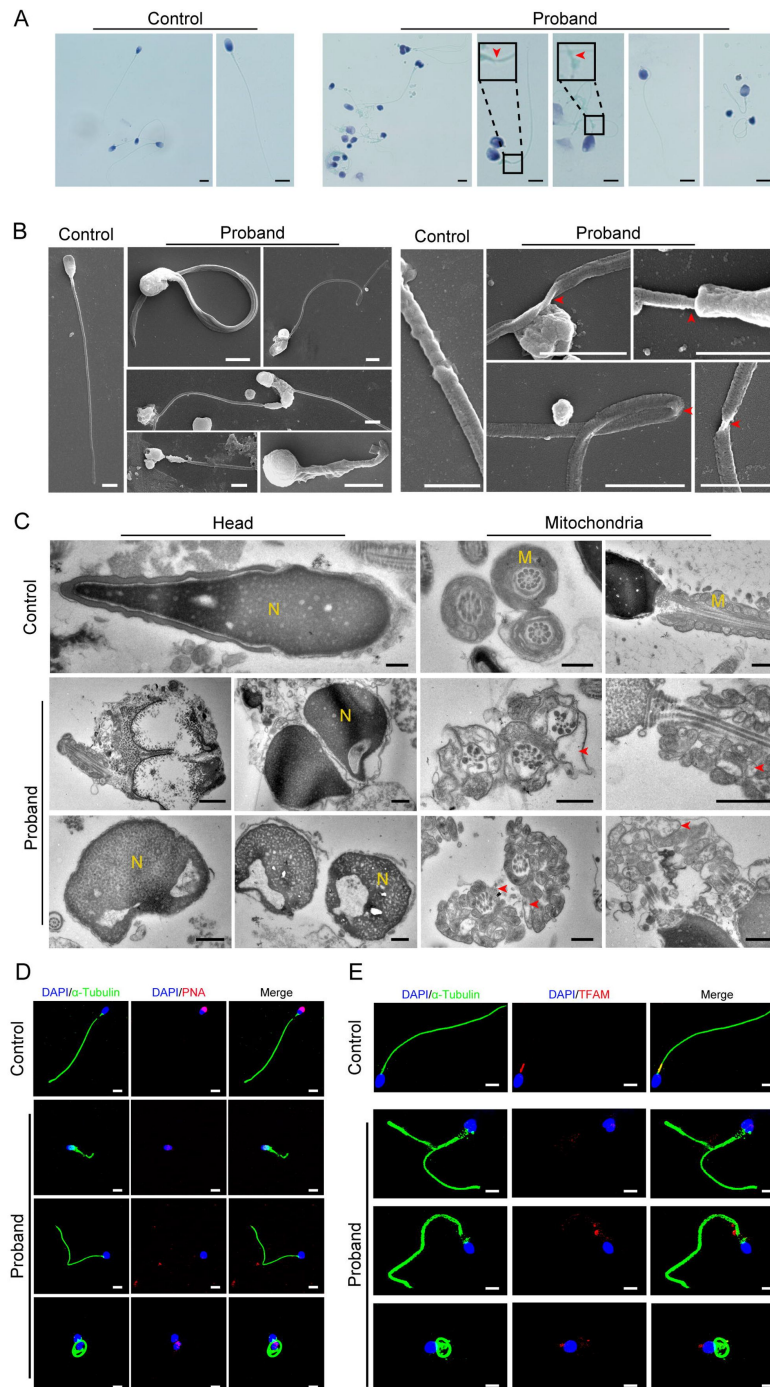 A
Control
Proband
B
Control
Proband
Control
Proband
C
Head
Mitochondria
Control
N
M
M
Proband
N
N
N
D
DAPI/α-Tubulin
DAPI/PNA
Merge
Control
Proband
E
DAPI/α-Tubulin
DAPI/TFAM
Merge
Control
Proband